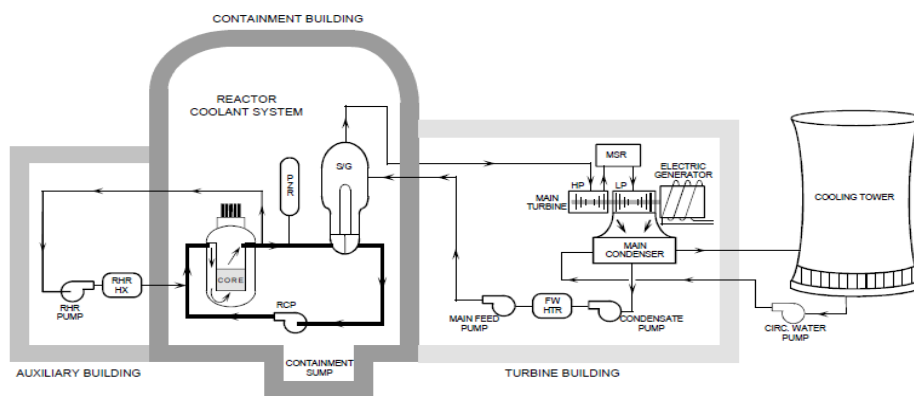 CONTAINMENT BUILDING
REACTOR
COOLANT SYSTEM
S/G
PZR
MSR
ELECTRIC
GENERATOR
HP
LP
MAIN
TURBINE
COOLING TOWER
MAIN
CONDENSER
CORE
RHR
HX
RHR
PUMP
RCP
MAIN FEED
PUMP
FW
HTR
CONDENSATE
PUMP
CIRC. WATER
PUMP
CONTAINMENT
SUMP
AUXILIARY BUILDING
TURBINE BUILDING